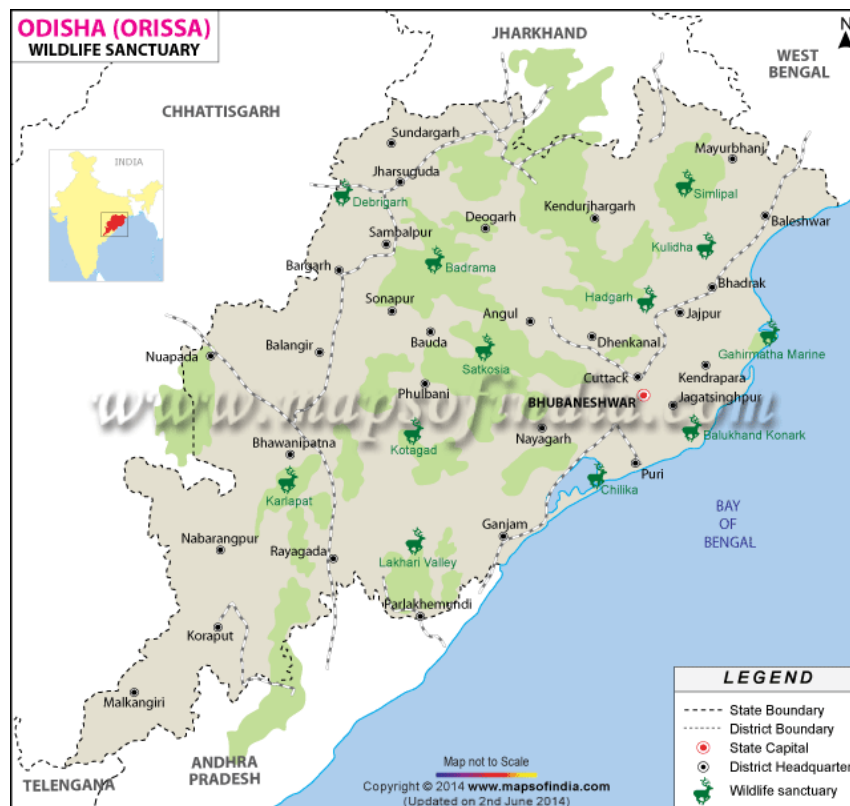 ODISHA (ORISSA)
WILDLIFE SANCTUARY
JHARKHAND
N
WEST
BENGAL
CHHATTISGARH
INDIA
Sundargarh
Mayurbhanj
Jharsuguda
Simlipal
Debrigarh
Deogarh
Kendurjhargarh
Baleshwar
Sambalpur
Kulidha
Bargarh
Badrama
Bhadrak
Hadgarh
Sonapur
Angul
Jajpur
Bauda
Dhenkanal
Balangir
Nuapada
Satkosia
Gahirmatha Marine
Cuttack
Kendrapara
Phulbani
BHUBANESHWAR
Jagatsinghpur
www.mapsofindia.com
Nayagarh
Balukhand Konark
Bhawanipatna
Kotagad
Puri
Karlapat
Chilika
BAY
OF
BENGAL
Ganjam
Nabarangpur
Rayagada
Lakhari Valley
Parlakhemundi
Koraput
Malkangiri
LEGEND
State Boundary
District Boundary
State Capital
District Headquarter
Wildlife sanctuary
ANDHRA
PRADESH
TELENGANA
Map not to Scale
Copyright © 2014 www.mapsofindia.com
(Updated on 2nd June 2014)